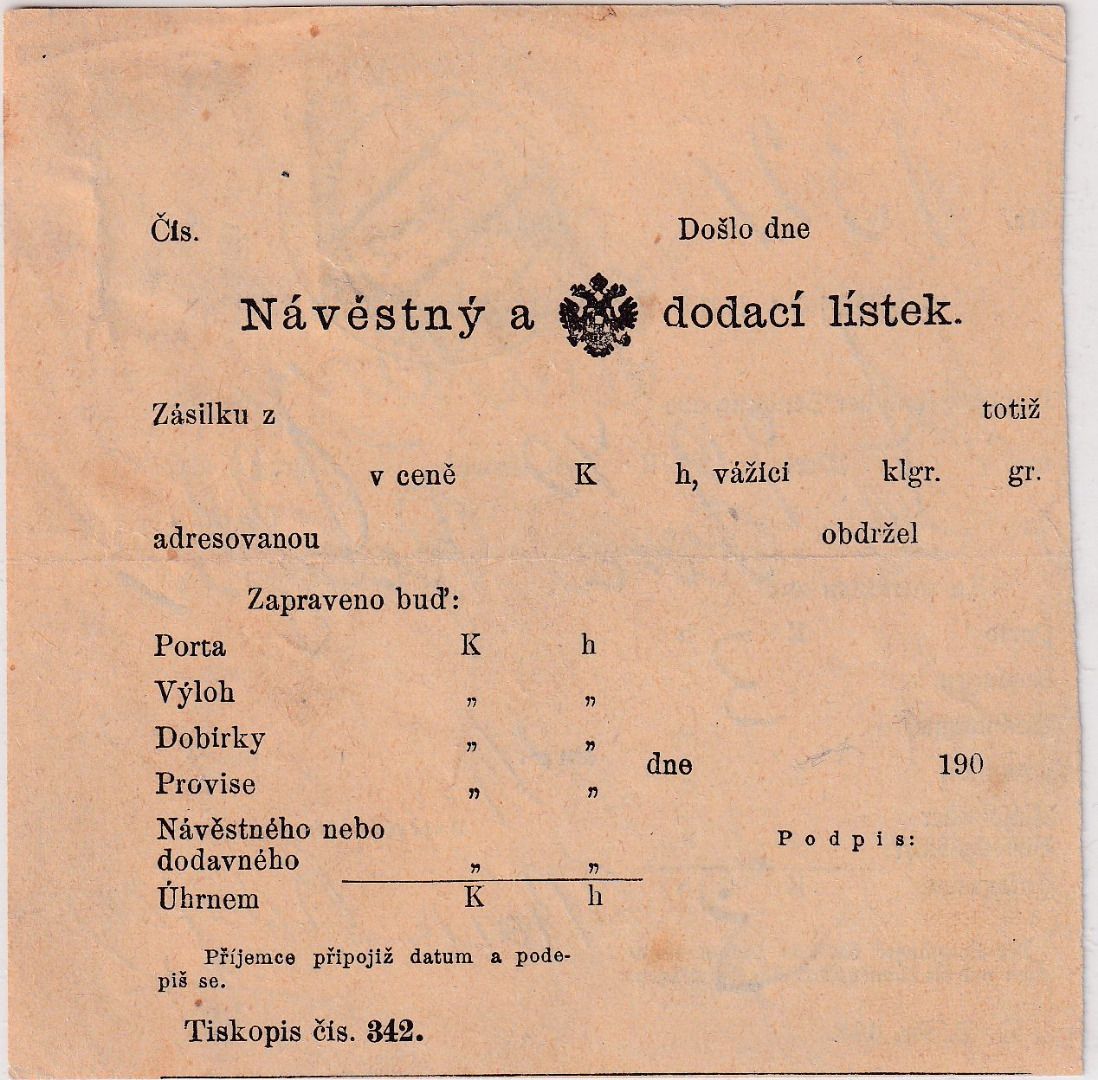 Čís. Došlo dne
Návěstný a dodací lístek.
Zásilku z totiž
v ceně K h, vážící klgr. gr.
adresovanou obdržel
Zapraveno buď:
Porta K h
Výloh „ „
Dobírky „ „
dne 190
Provise „ „
Návěstného nebo
Podpis:
dodavného „ „
Úhrnem K h
Příjemce připojiž datum a pode-
piš se.
Tiskopis čís. 342.